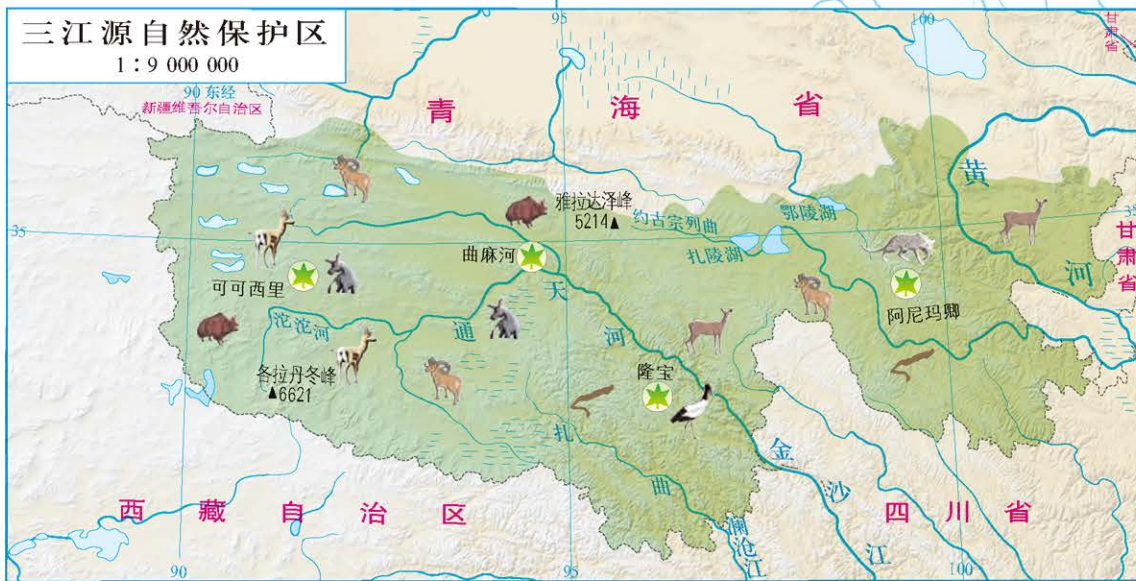 三江源自然保护区
1:9 000 000
95
100
甘肃省
90 东经
新疆维吾尔自治区
青海省
黄河
雅拉达泽峰
5214▲
约古宗列曲
鄂陵湖
扎陵湖
35
35
甘肃省
曲麻河
可可西里
通天河
阿尼玛卿
沱沱河
各拉丹冬峰
▲6621
隆宝
扎曲
金沙江
澜沧江
西藏自治区
四川省
90
95
100